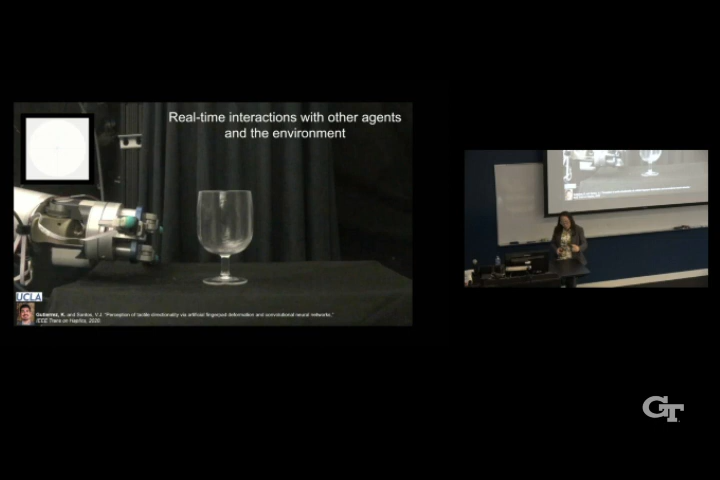 Real-time interactions with other agents
and the environment
UCLA
Gutierrez, K. and Santos, V.J. "Perception of tactile directionality via artificial fingerpad deformation and convolutional neural networks,"
IEEE Trans on Haptics, 2020.
GT